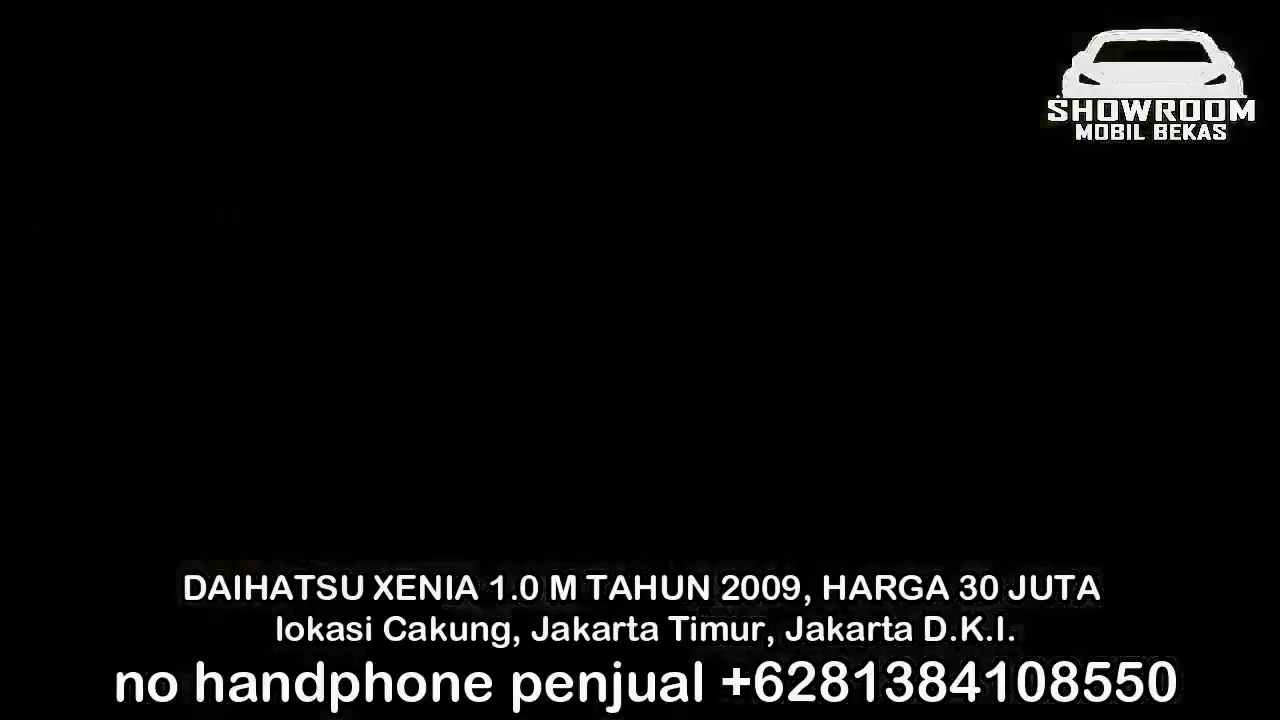 SHOWROOM
MOBIL BEKAS
DAIHATSU XENIA 1.0 M TAHUN 2009, HARGA 30 JUTA
lokasi Cakung, Jakarta Timur, Jakarta D.K.I.
no handphone penjual +6281384108550